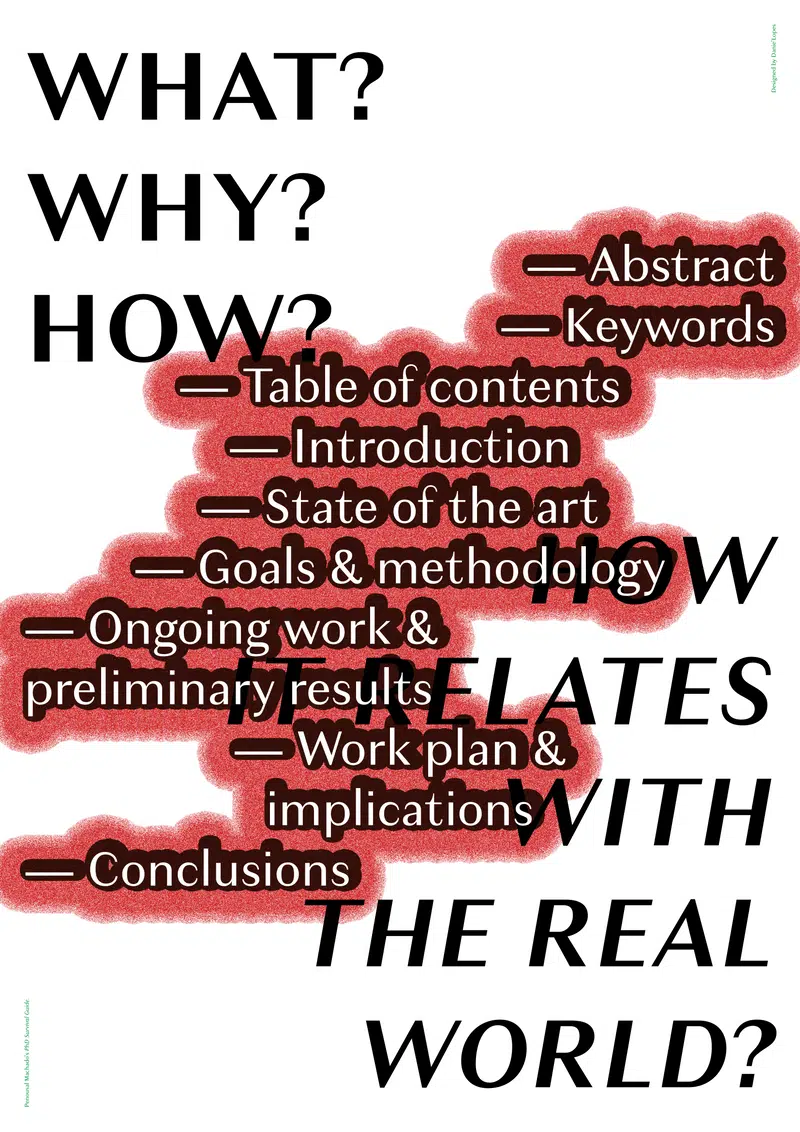 WHAT?
WHY?
HOW?
— Abstract
— Keywords
— Table of contents
— Introduction
— State of the art
— Goals & methodology
— Ongoing work &
preliminary results
— Work plan &
implications
— Conclusions
HOW
IT RELATES
WITH
THE REAL
WORLD?
Designed by Daniel Lopes
Penousal Machado's PhD Survival Guide